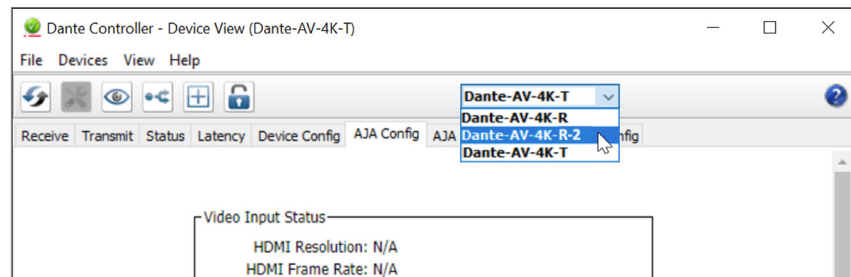 Dante Controller - Device View (Dante-AV-4K-T)
File Devices View Help
Dante-AV-4K-T
Dante-AV-4K-R
Dante-AV-4K-R-2
Dante-AV-4K-T
Receive Transmit Status Latency Device Config AJA Config AJA
Video Input Status
HDMI Resolution: N/A
HDMI Frame Rate: N/A